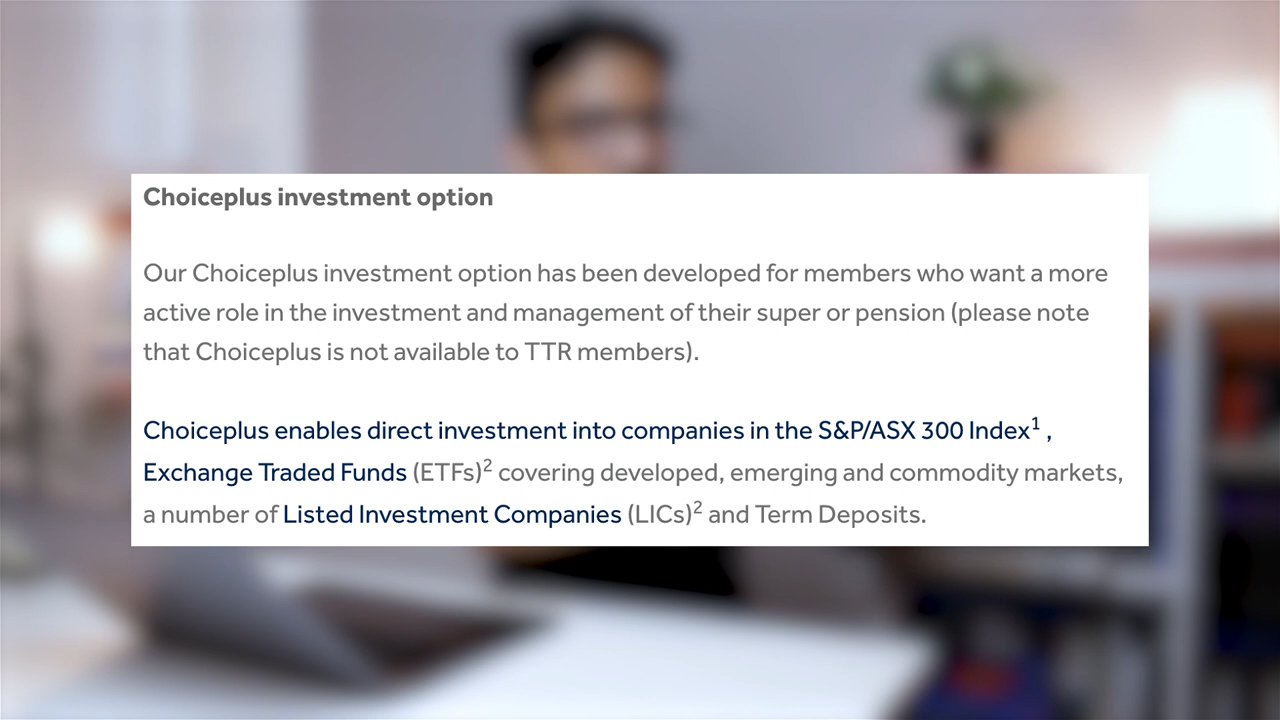 Choiceplus investment option
Our Choiceplus investment option has been developed for members who want a more
active role in the investment and management of their super or pension (please note
that Choiceplus is not available to TTR members).
Choiceplus enables direct investment into companies in the S&P/ASX 300 Index¹ ,
Exchange Traded Funds (ETFs)² covering developed, emerging and commodity markets,
a number of Listed Investment Companies (LICs)² and Term Deposits.